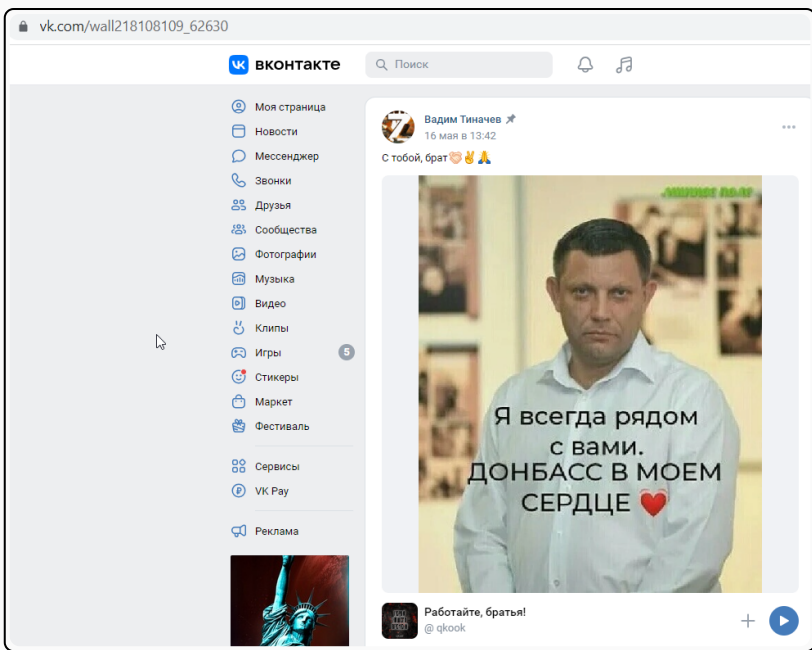 vk.com/wall218108109_62630
вконтакте
Поиск
Моя страница
Новости
Мессенджер
Звонки
Друзья
Сообщества
Фотографии
Музыка
Видео
Клипы
Игры
5
Стикеры
Маркет
Фестиваль
Сервисы
VK Pay
Реклама
Вадим Тиначев
16 мая в 13:42
С тобой, брат
Я всегда рядом
с вами.
ДОНБАСС В МОЕМ
СЕРДЦЕ
Работайте, братья!
@ qkook